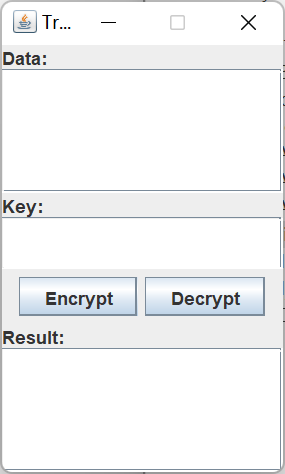 Tr...
Data:
Key:
Encrypt Decrypt
Result: